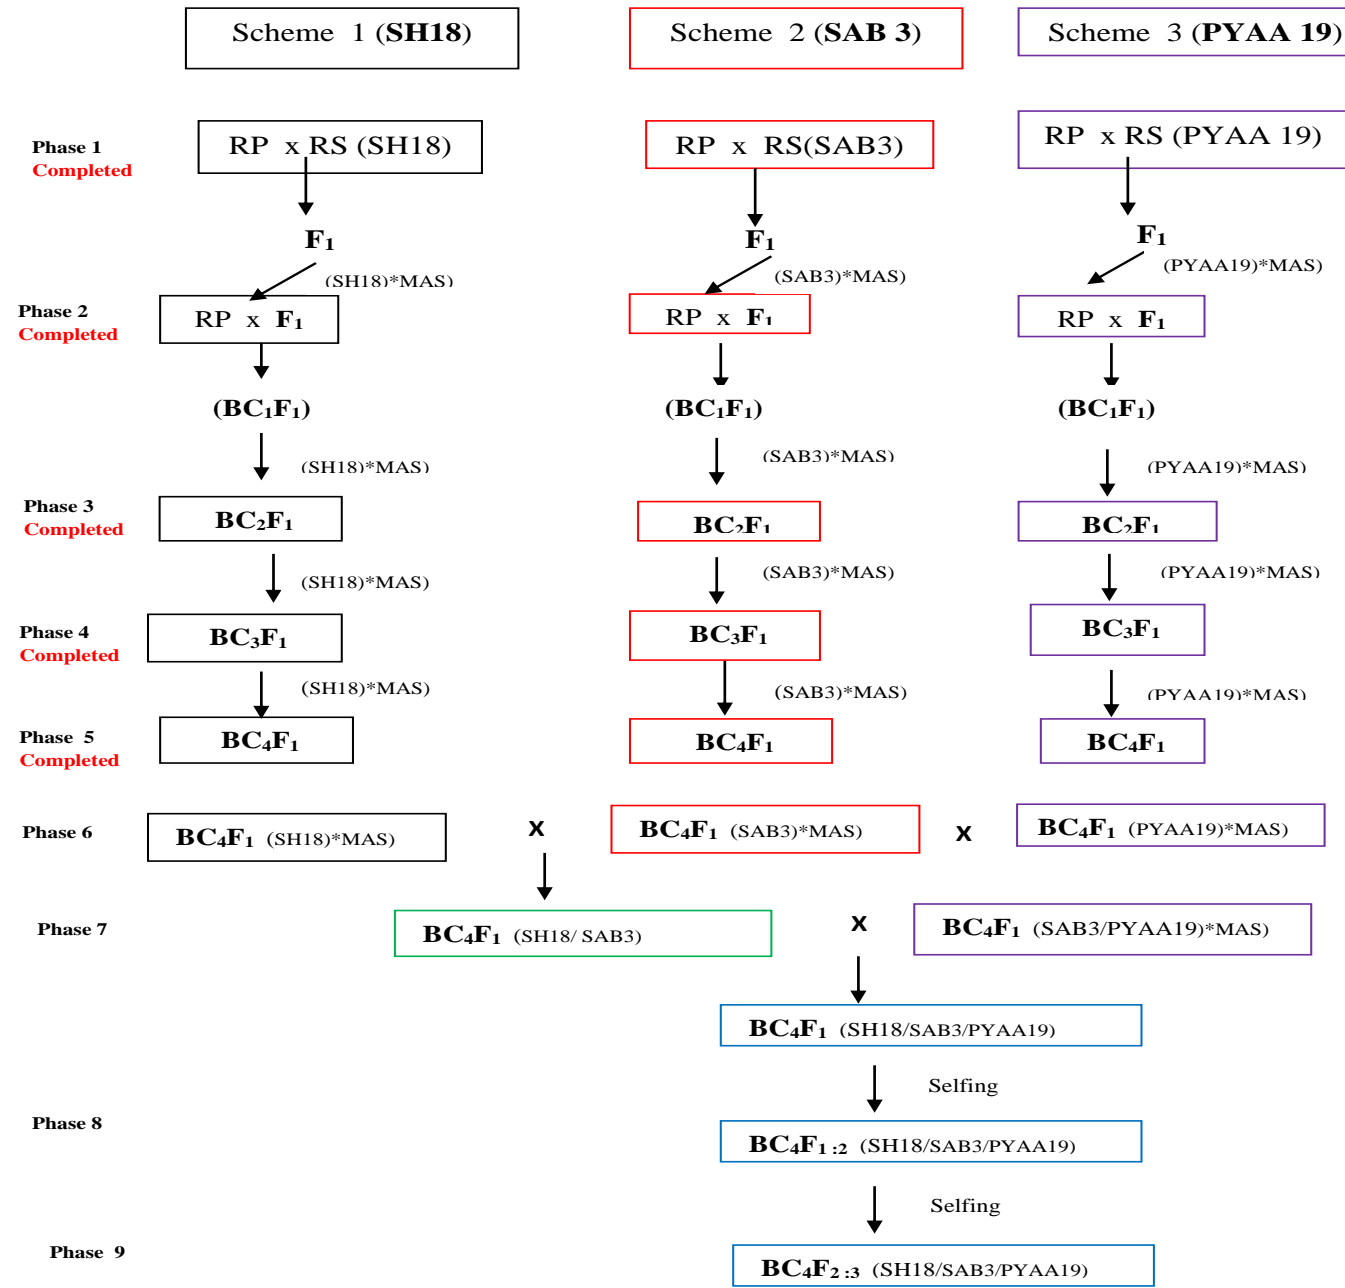 Scheme 1 (SH18)
Scheme 2 (SAB 3)
Scheme 3 (PYAA 19)
Phase 1
Completed
RP x RS (SH18)
RP x RS(SAB3)
RP x RS (PYAA 19)
F1
F1
F1
(SH18)*MAS)
(SAB3)*MAS)
(PYAA19)*MAS)
Phase 2
Completed
RP x F1
RP x F1
RP x F1
(BC1F1)
(BC1F1)
(BC1F1)
(SH18)*MAS)
(SAB3)*MAS)
(PYAA19)*MAS)
Phase 3
Completed
BC2F1
BC2F1
BC2F1
(SH18)*MAS)
(SAB3)*MAS)
(PYAA19)*MAS)
Phase 4
Completed
BC3F1
BC3F1
BC3F1
(SH18)*MAS)
(SAB3)*MAS)
(PYAA19)*MAS)
Phase 5
Completed
BC4F1
BC4F1
BC4F1
Phase 6
BC4F1 (SH18)*MAS)
X
BC4F1 (SAB3)*MAS)
X
BC4F1 (PYAA19)*MAS)
Phase 7
BC4F1 (SH18/ SAB3)
X
BC4F1 (SAB3/PYAA19)*MAS)
BC4F1 (SH18/SAB3/PYAA19)
Selfing
Phase 8
BC4F1 :2 (SH18/SAB3/PYAA19)
Selfing
Phase 9
BC4F2 :3 (SH18/SAB3/PYAA19)